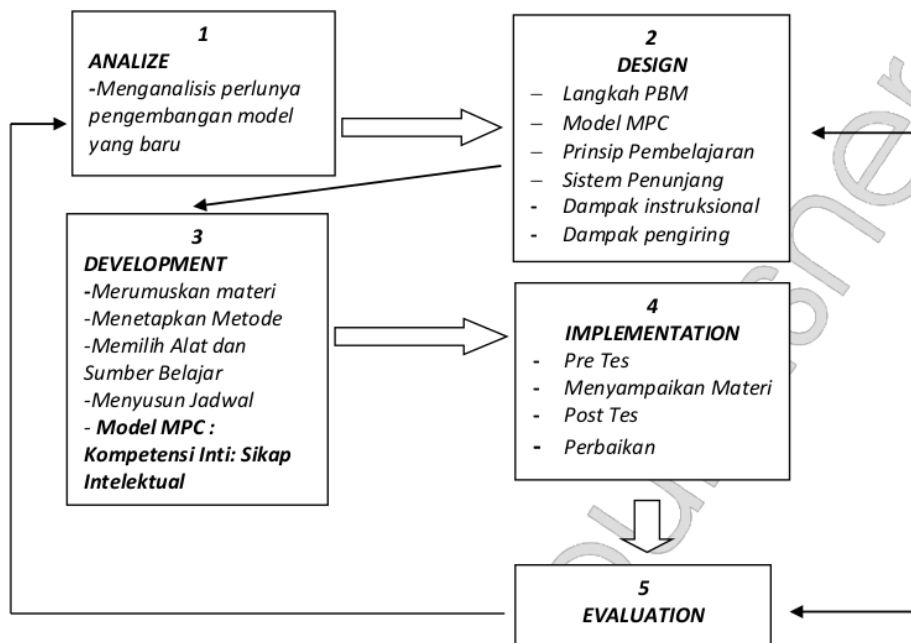 1
ANALIZE
-Menganalisis perlunya
pengembangan model
yang baru
2
DESIGN
– Langkah PBM
– Model MPC
– Prinsip Pembelajaran
– Sistem Penunjang
- Dampak instruksional
- Dampak pengiring
3
DEVELOPMENT
-Merumuskan materi
-Menetapkan Metode
-Memilih Alat dan
Sumber Belajar
-Menyusun Jadwal
- Model MPC :
Kompetensi Inti: Sikap
Intelektual
4
IMPLEMENTATION
- Pre Tes
- Menyampaikan Materi
- Post Tes
- Perbaikan
5
EVALUATION